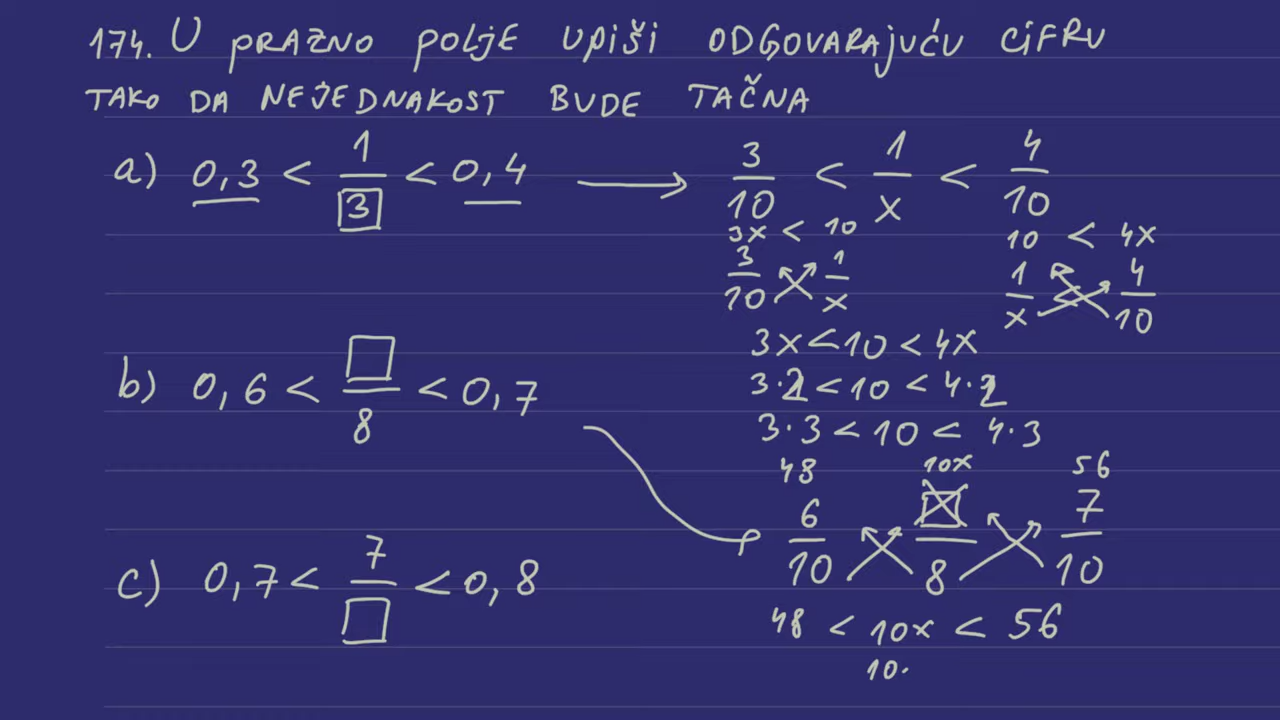 174. U PRAZNO POLJE UPIŠI ODGOVARAJUĆU CIFRU
TAKO DA NEJEDNAKOST BUDE TAČNA
a) 0,3 < 1/3 < 0,4 → 3/10 < 1/x < 4/10
3x < 10 10 < 4x
3/10 1/x 1/x < 4/10
3x < 10 < 4x
3·2 < 10 < 4·2
3·3 < 10 < 4·3
b) 0,6 < □/8 < 0,7
48 10x 56
6/10 x/8 7/10
48 < 10x < 56
10·
c) 0,7 < 7/□ < 0,8